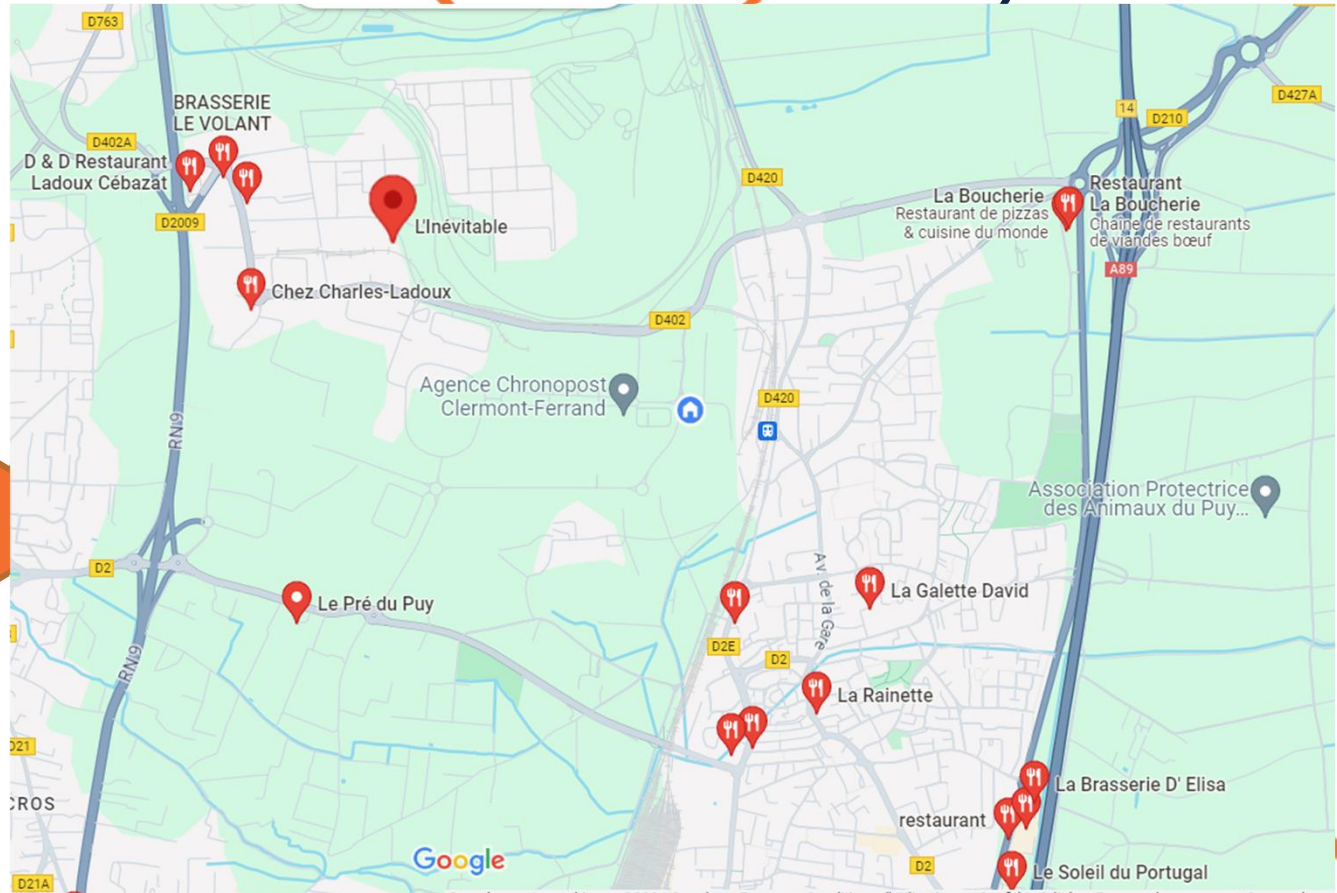 D763
BRASSERIE
LE VOLANT
D402A
D & D Restaurant
Ladoux Cébazat
D2009
L'Inévitable
Chez Charles-Ladoux
D420
14
D210
D427A
La Boucherie
Restaurant de pizzas
& cuisine du monde
Restaurant
La Boucherie
Chaîne de restaurants
de viandes bœuf
A89
D402
Agence Chronopost
Clermont-Ferrand
D420
RN 9
Association Protectrice
des Animaux du Puy...
D2
Le Pré du Puy
Av. de la Gare
La Galette David
D2E
D2
RN 9
La Rainette
D21
CROS
La Brasserie D' Elisa
restaurant
Google
D2
Le Soleil du Portugal
D21A